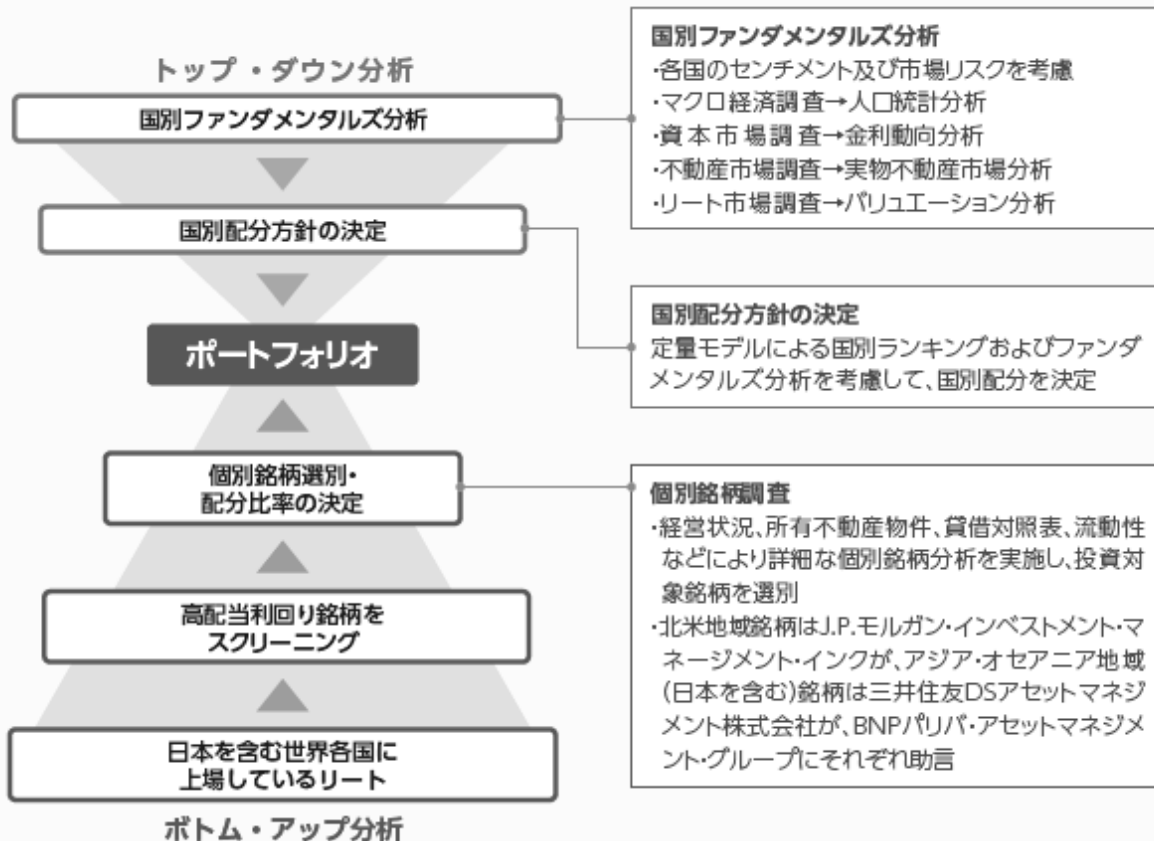 トップ・ダウン分析
国別ファンダメンタルズ分析
国別配分方針の決定
ポートフォリオ
個別銘柄選別・
配分比率の決定
高配当利回り銘柄を
スクリーニング
日本を含む世界各国に
上場しているリート
ボトム・アップ分析
国別ファンダメンタルズ分析
・各国のセンチメント及び市場リスクを考慮
・マクロ経済調査→人口統計分析
・資本市場調査→金利動向分析
・不動産市場調査→実物不動産市場分析
・リート市場調査→バリュエーション分析
国別配分方針の決定
定量モデルによる国別ランキングおよびファンダ
メンタルズ分析を考慮して、国別配分を決定
個別銘柄調査
・経営状況、所有不動産物件、貸借対照表、流動性
などにより詳細な個別銘柄分析を実施し、投資対
象銘柄を選別
・北米地域銘柄はJ.P.モルガン・インベストメント・マ
ネージメント・インクが、アジア・オセアニア地域
(日本を含む)銘柄は三井住友DSアセットマネジ
メント株式会社が、BNPパリバ・アセットマネジメ
ント・グループにそれぞれ助言